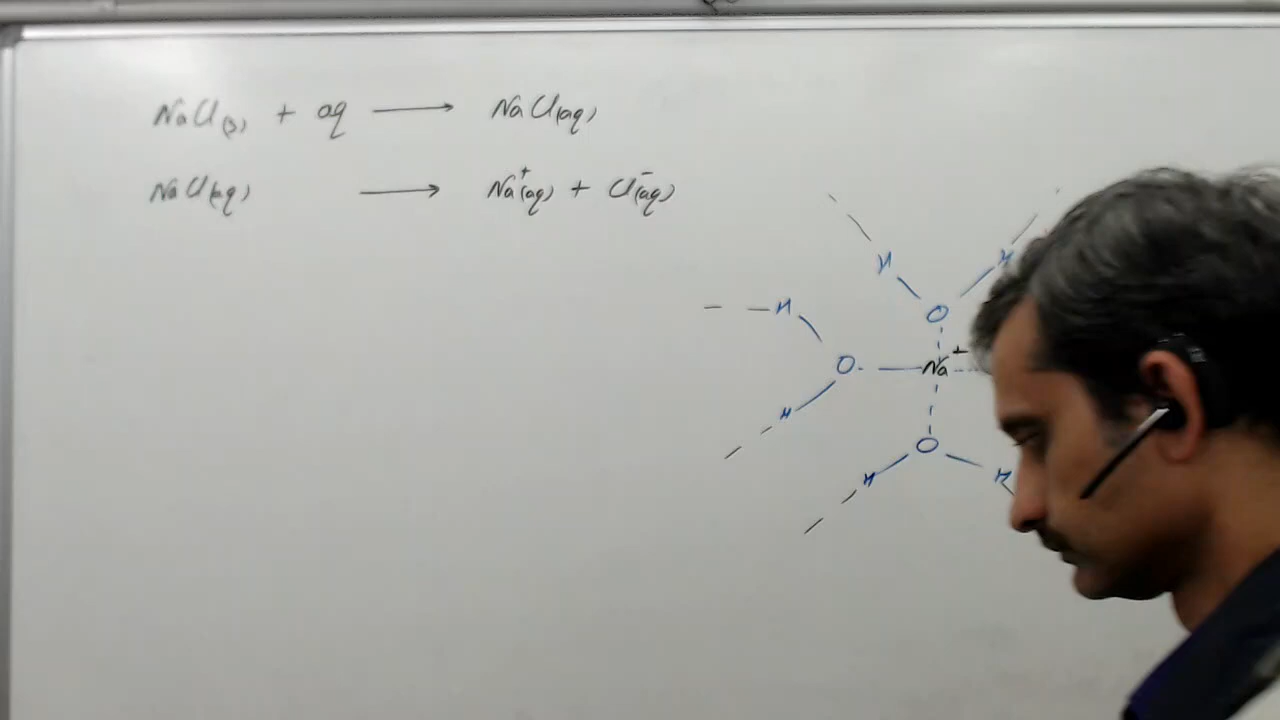 NaCl(s) + aq ⟶ NaCl(aq)
NaCl(aq) ⟶ Na⁺(aq) + Cl⁻(aq)
H H
H O
O Na⁺
H O
H H